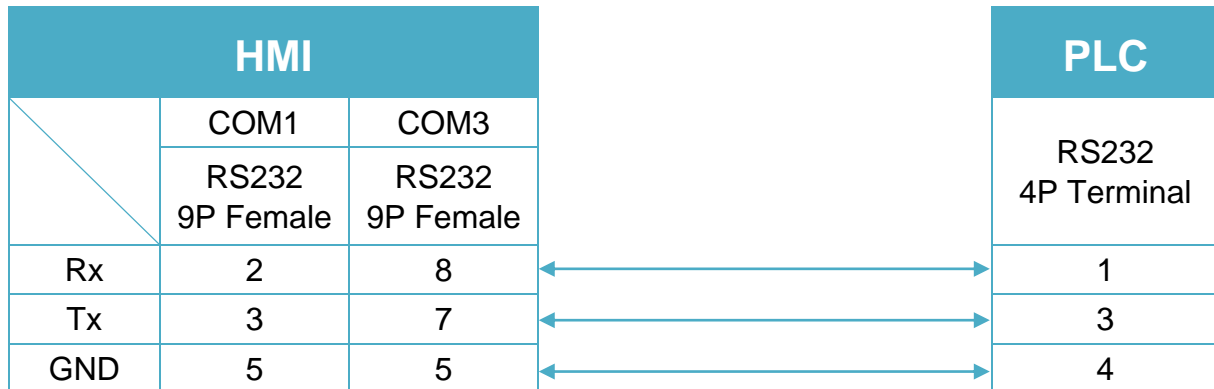 HMI
PLC
COM1 COM3
RS232
9P Female
RS232
9P Female
RS232
4P Terminal
Rx 2 8 1
Tx 3 7 3
GND 5 5 4